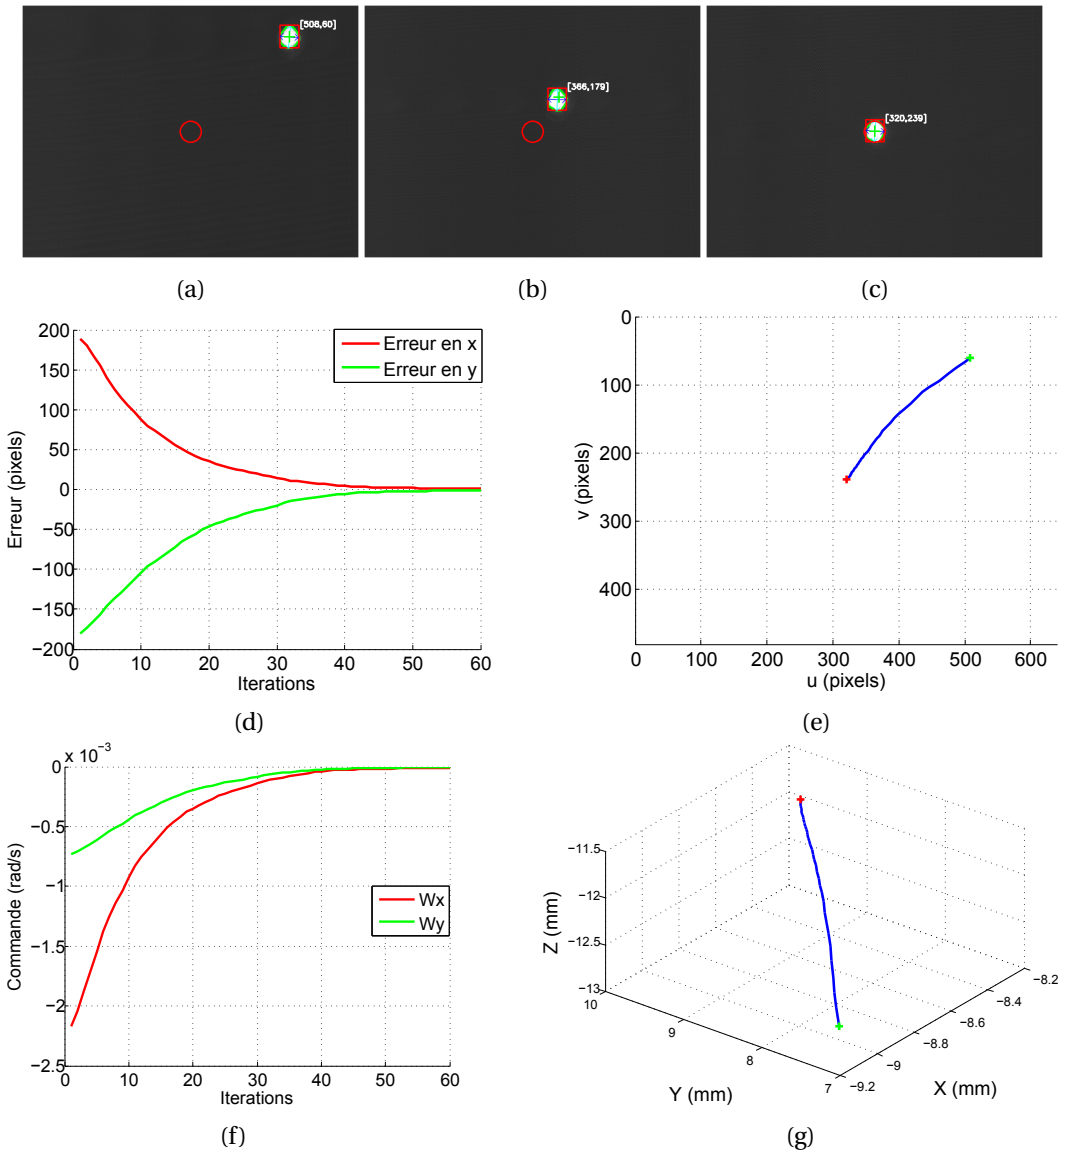 [508,60]
[366,179]
[320,239]
(a)
(b)
(c)
200
150
100
50
0
−50
−100
−150
−200
0
10
20
30
40
50
60
Erreur (pixels)
Iterations
Erreur en x
Erreur en y
(d)
0
100
200
300
400
0
100
200
300
400
500
600
v (pixels)
u (pixels)
(e)
x 10−3
0
−0.5
−1
−1.5
−2
−2.5
0
10
20
30
40
50
60
Commande (rad/s)
Iterations
Wx
Wy
(f)
−11.5
−12
−12.5
−13
Z (mm)
10
9
8
7
Y (mm)
−9.2
−9
−8.8
−8.6
−8.4
−8.2
X (mm)
(g)